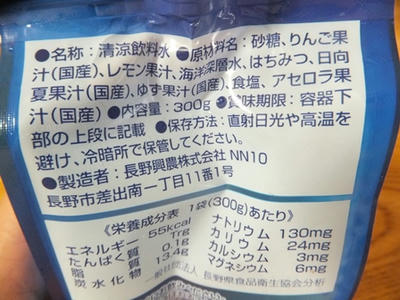 ●名称：清涼飲料水 ●原材料名：砂糖、りんご果
汁(国産)、レモン果汁、海洋深層水、はちみつ、日向
夏果汁(国産)、ゆず果汁(国産)、食塩、アセロラ果
汁(国産) ●内容量：300g ●賞味期限：容器下
部の上段に記載 ●保存方法：直射日光や高温を
避け、冷暗所で保管してください。
●製造者：長野興農株式会社 NN10
長野市差出南一丁目11番1号
《栄養成分表 1袋(300g)あたり》
エネルギー 55kcal ナトリウム 130mg
たんぱく質 Trg カリウム 24mg
脂質 0.1g カルシウム 3mg
炭水化物 13.4g マグネシウム 6mg
一般社団法人 長野県食品衛生協会分析